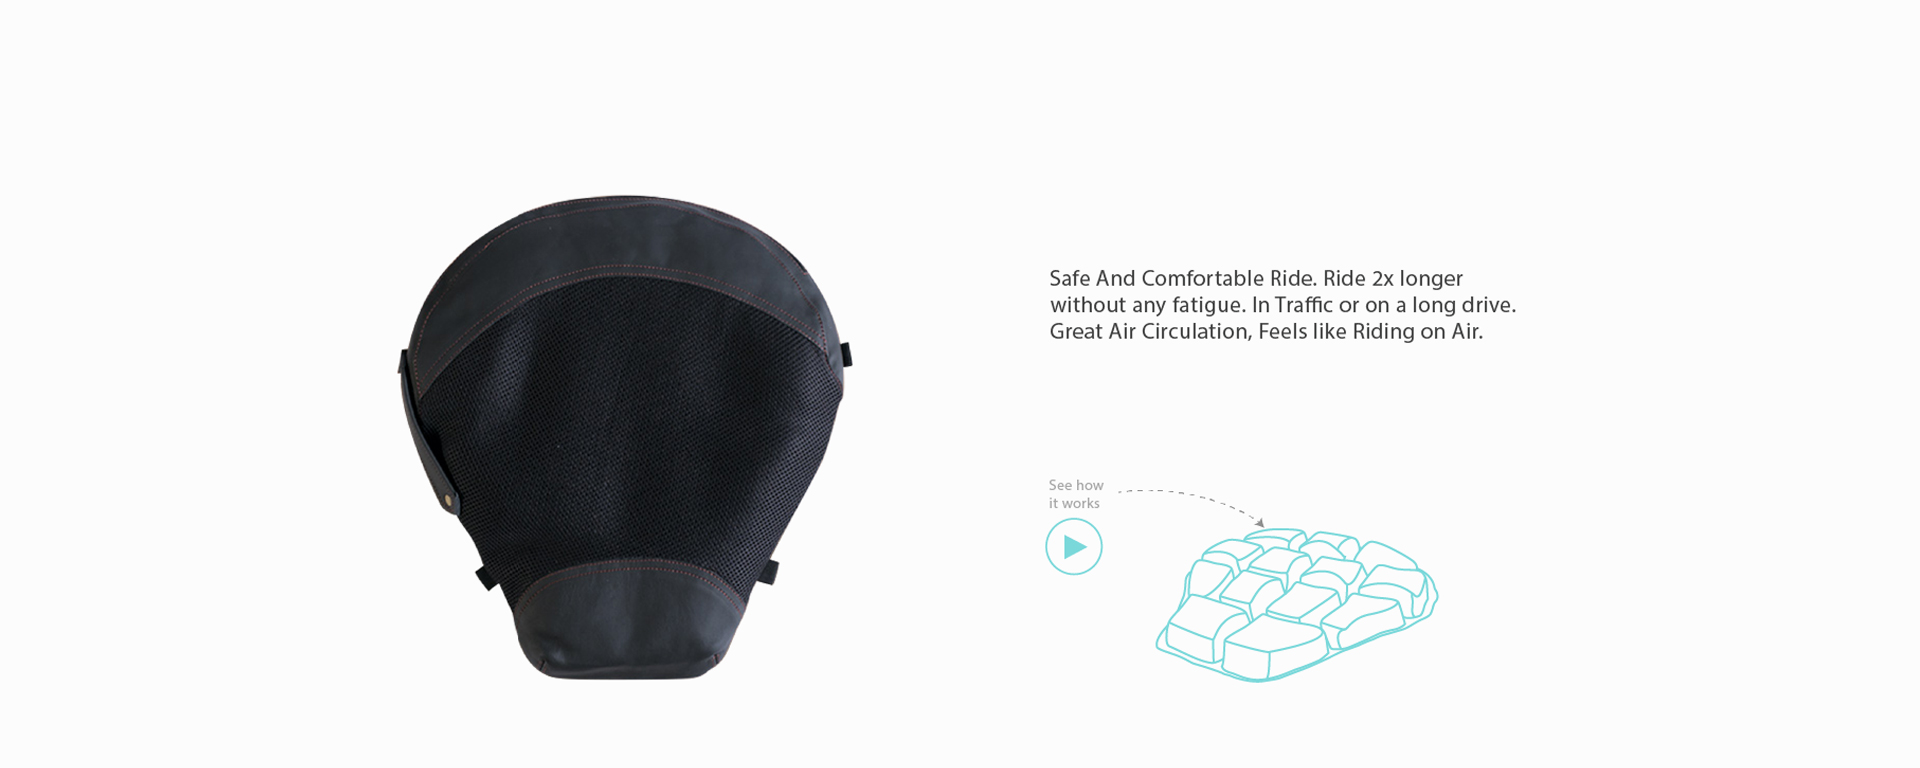 Safe And Comfortable Ride. Ride 2x longer
without any fatigue. In Traffic or on a long drive.
Great Air Circulation, Feels like Riding on Air.
See how
it works